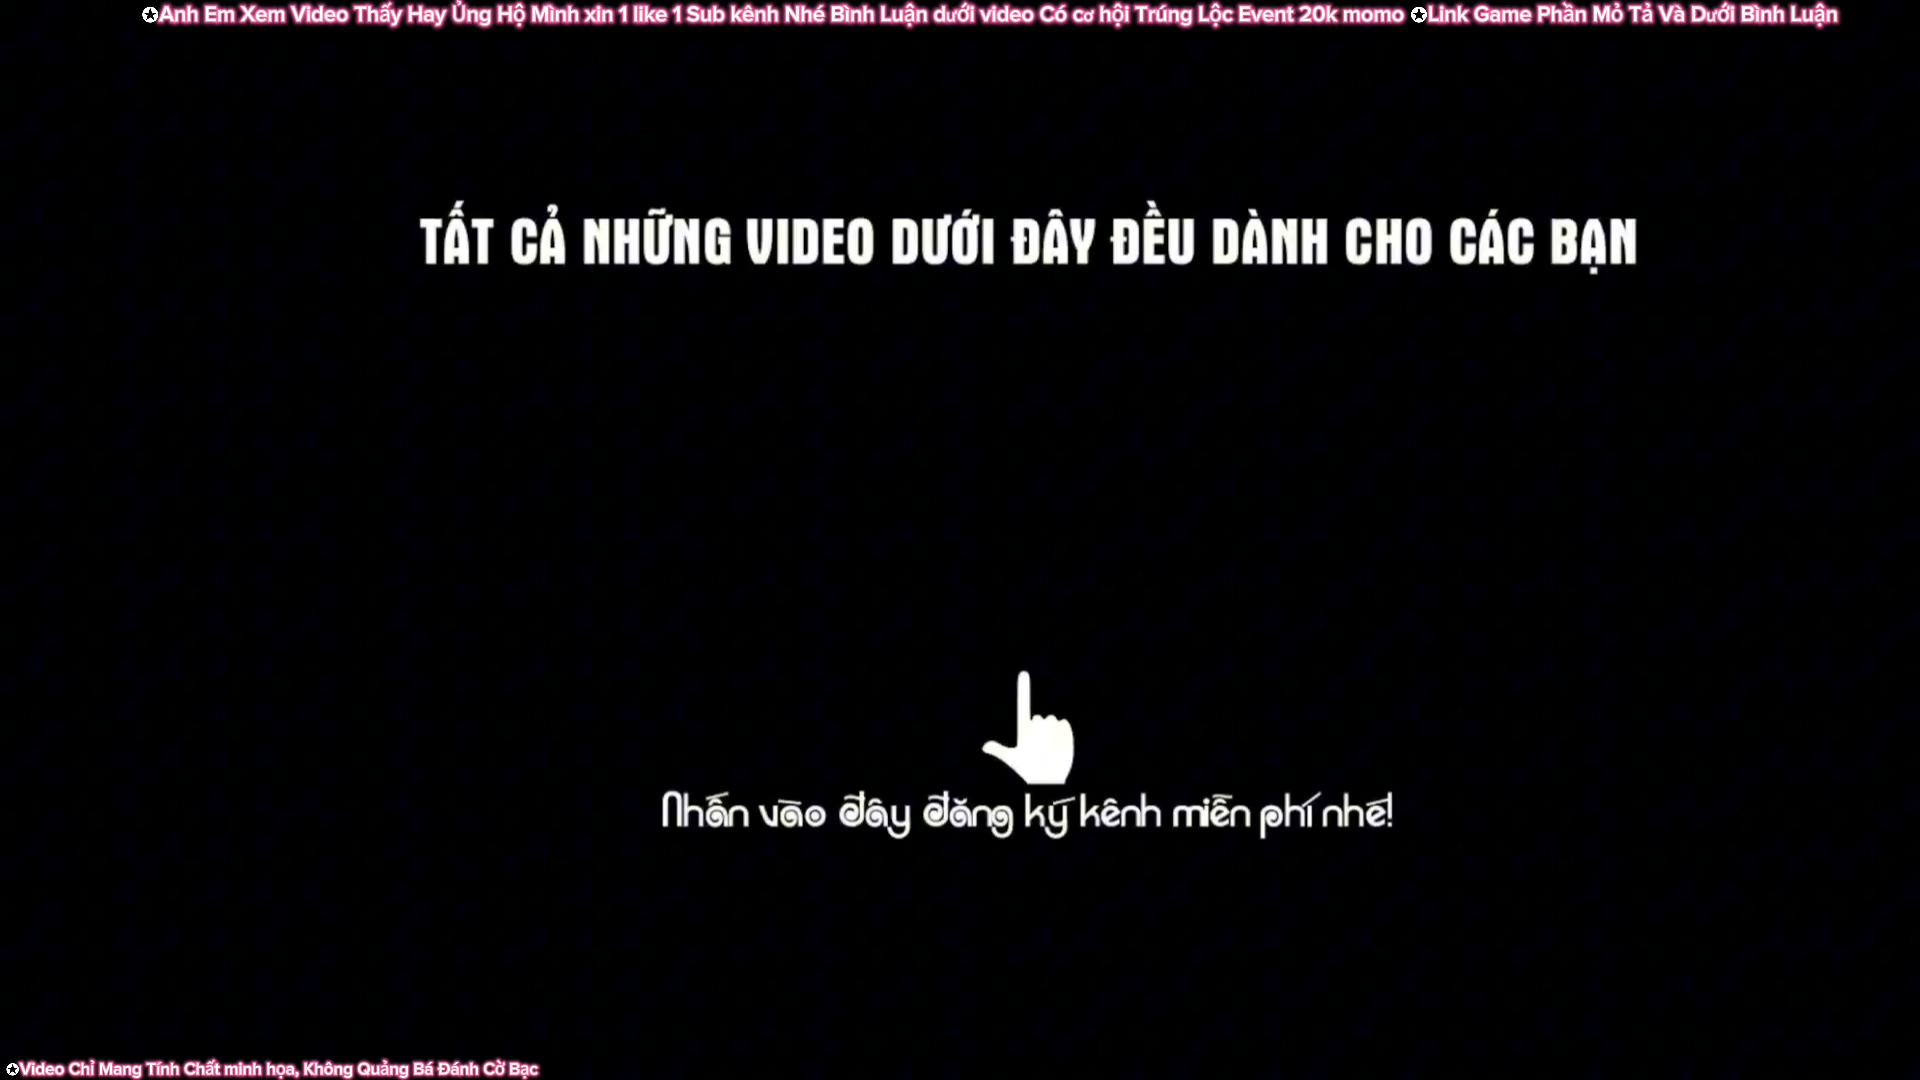 ✪Anh Em Xem Video Thấy Hay Ủng Hộ Mình xin 1 like 1 Sub kênh Nhé Bình Luận dưới video Có cơ hội Trúng Lộc Event 20k momo ✪Link Game Phần Mỏ Tả Và Dưới Bình Luận
TẤT CẢ NHỮNG VIDEO DƯỚI ĐÂY ĐỀU DÀNH CHO CÁC BẠN
Nhấn vào đây đăng ký kênh miễn phí nhé!
✪Video Chỉ Mang Tính Chất minh họa, Không Quảng Bá Đánh Cờ Bạc